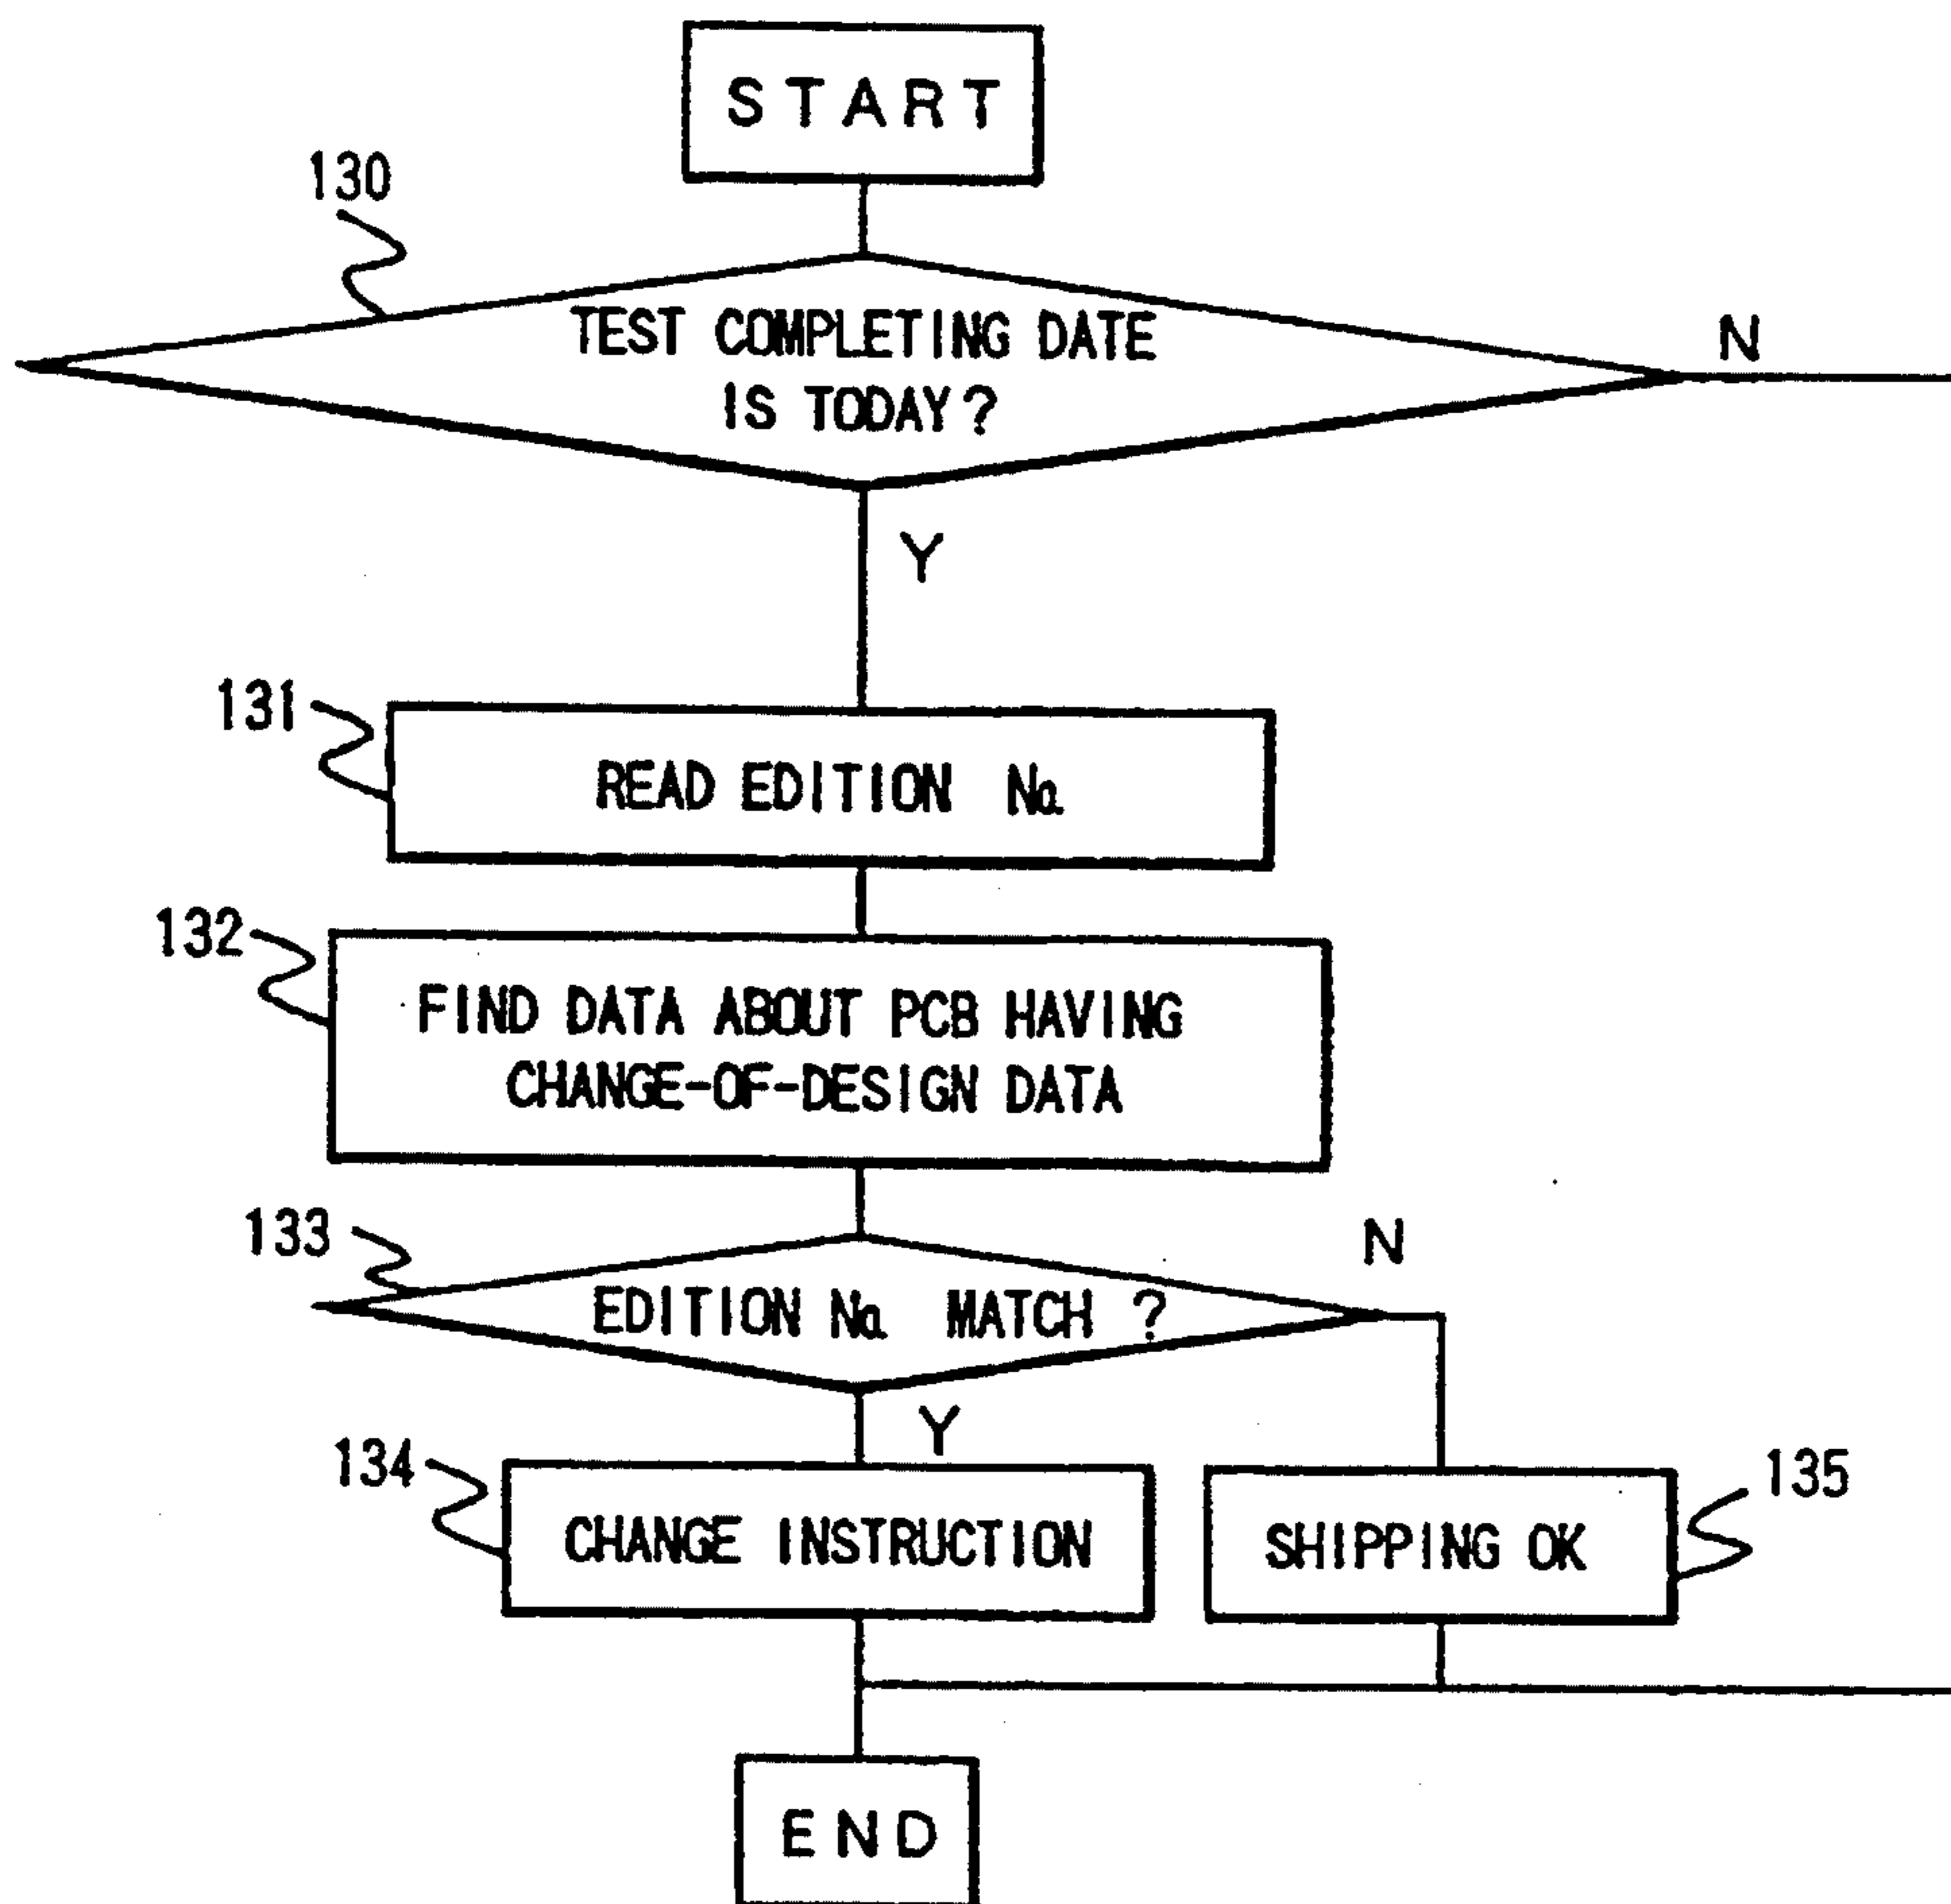 START
130
TEST COMPLETING DATE
IS TODAY?
N
Y
131
READ EDITION №
132
FIND DATA ABOUT PCB HAVING
CHANGE-OF-DESIGN DATA
133
EDITION № MATCH ?
N
Y
134
CHANGE INSTRUCTION
SHIPPING OK
135
END